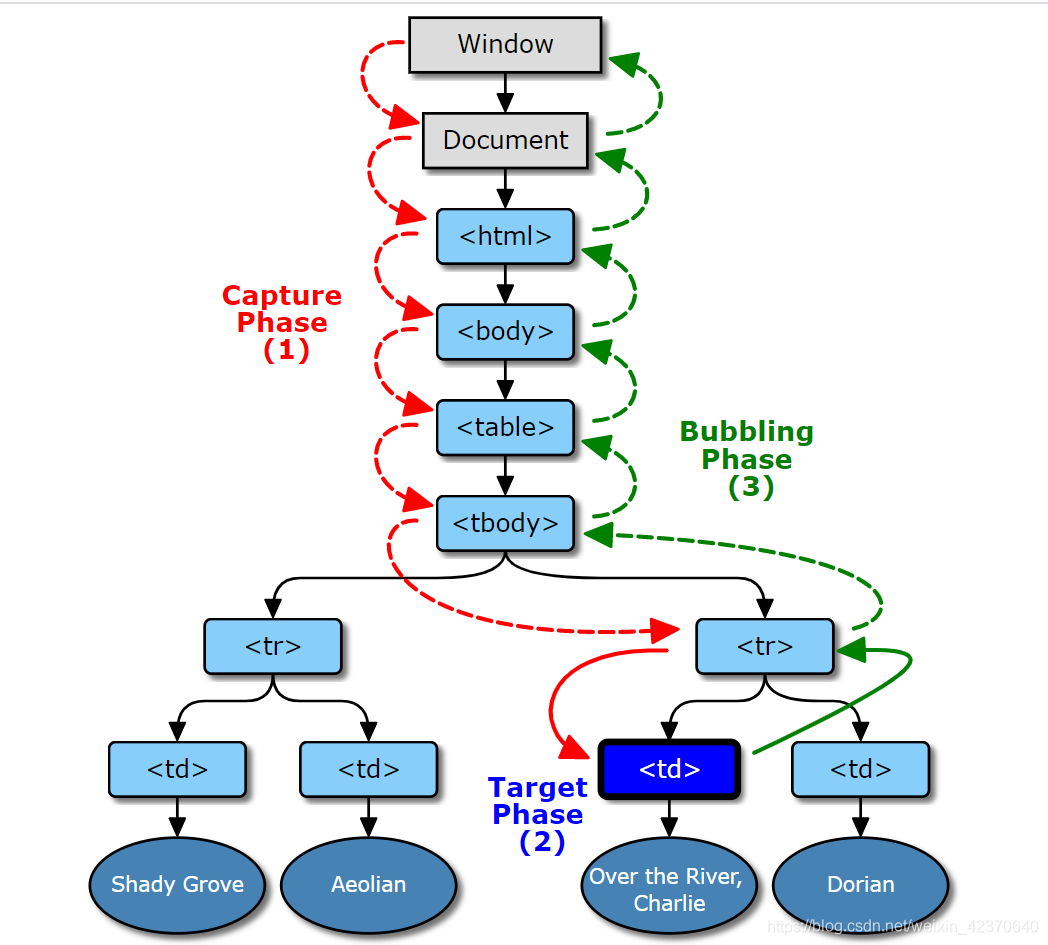 Window
Document
<html>
Capture
Phase
(1)
<body>
<table>
Bubbling
Phase
(3)
<tbody>
<tr>
<tr>
<td>
<td>
<td>
<td>
Target
Phase
(2)
Shady Grove
Aeolian
Over the River,
Charlie
Dorian
https://blog.csdn.net/weixin_42370640